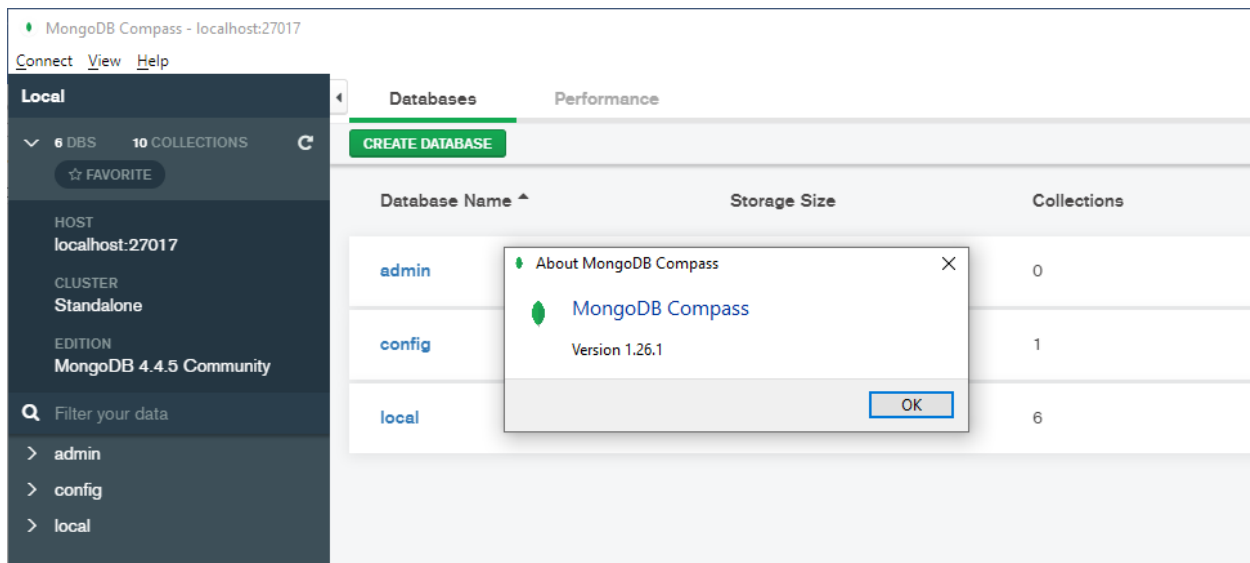 MongoDB Compass - localhost:27017
Connect View Help
Local
Databases Performance
6 DBS 10 COLLECTIONS
FAVORITE
CREATE DATABASE
Database Name Storage Size Collections
HOST
localhost:27017
CLUSTER
Standalone
EDITION
MongoDB 4.4.5 Community
Filter your data
admin
config
local
admin 0
config 1
local 6
About MongoDB Compass
MongoDB Compass
Version 1.26.1
OK